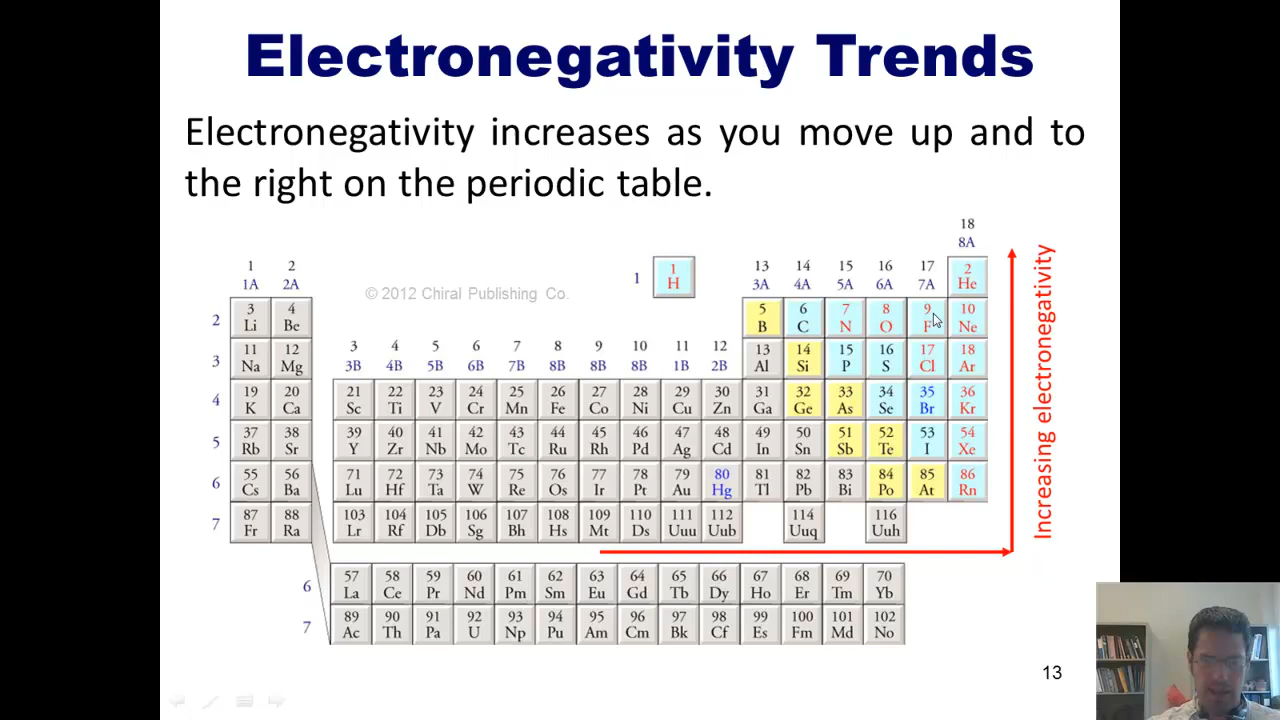 Electronegativity Trends
Electronegativity increases as you move up and to
the right on the periodic table.
18
8A
1 2 1 1 13 14 15 16 17 2
1A 2A H 3A 4A 5A 6A 7A He
© 2012 Chiral Publishing Co.
2 3 4 5 6 7 8 9 10
Li Be B C N O F Ne
3 4 5 6 7 8 9 10 11 12
3B 4B 5B 6B 7B 8B 8B 8B 1B 2B
3 11 12 13 14 15 16 17 18
Na Mg Al Si P S Cl Ar
4 19 20 21 22 23 24 25 26 27 28 29 30 31 32 33 34 35 36
K Ca Sc Ti V Cr Mn Fe Co Ni Cu Zn Ga Ge As Se Br Kr
5 37 38 39 40 41 42 43 44 45 46 47 48 49 50 51 52 53 54
Rb Sr Y Zr Nb Mo Tc Ru Rh Pd Ag Cd In Sn Sb Te I Xe
6 55 56 71 72 73 74 75 76 77 78 79 80 81 82 83 84 85 86
Cs Ba Lu Hf Ta W Re Os Ir Pt Au Hg Tl Pb Bi Po At Rn
7 87 88 103 104 105 106 107 108 109 110 111 112 114 116
Fr Ra Lr Rf Db Sg Bh Hs Mt Ds Uuu Uub Uuq Uuh
6 57 58 59 60 61 62 63 64 65 66 67 68 69 70
La Ce Pr Nd Pm Sm Eu Gd Tb Dy Ho Er Tm Yb
7 89 90 91 92 93 94 95 96 97 98 99 100 101 102
Ac Th Pa U Np Pu Am Cm Bk Cf Es Fm Md No
Increasing electronegativity
13